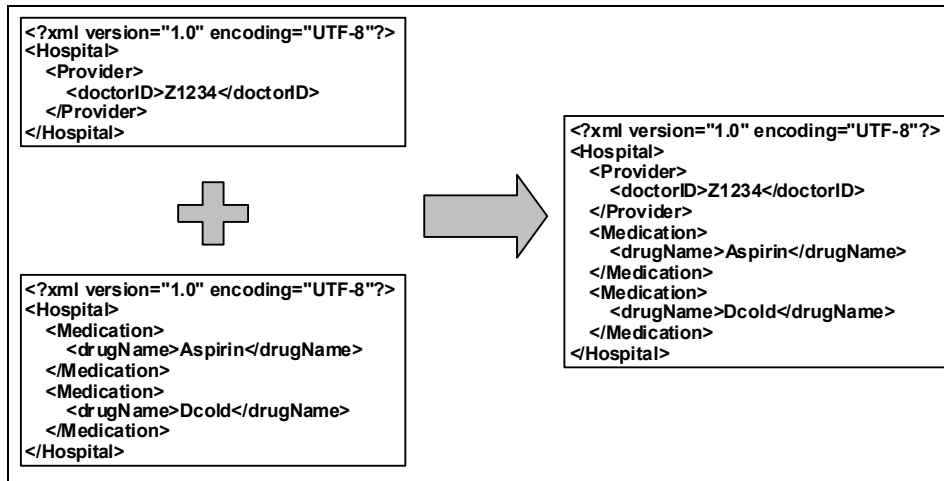 <?xml version="1.0" encoding="UTF-8"?>
<Hospital>
<Provider>
<doctorID>Z1234</doctorID>
</Provider>
</Hospital>
<?xml version="1.0" encoding="UTF-8"?>
<Hospital>
<Medication>
<drugName>Aspirin</drugName>
</Medication>
<Medication>
<drugName>Dcold</drugName>
</Medication>
</Hospital>
<?xml version="1.0" encoding="UTF-8"?>
<Hospital>
<Provider>
<doctorID>Z1234</doctorID>
</Provider>
<Medication>
<drugName>Aspirin</drugName>
</Medication>
<Medication>
<drugName>Dcold</drugName>
</Medication>
</Hospital>